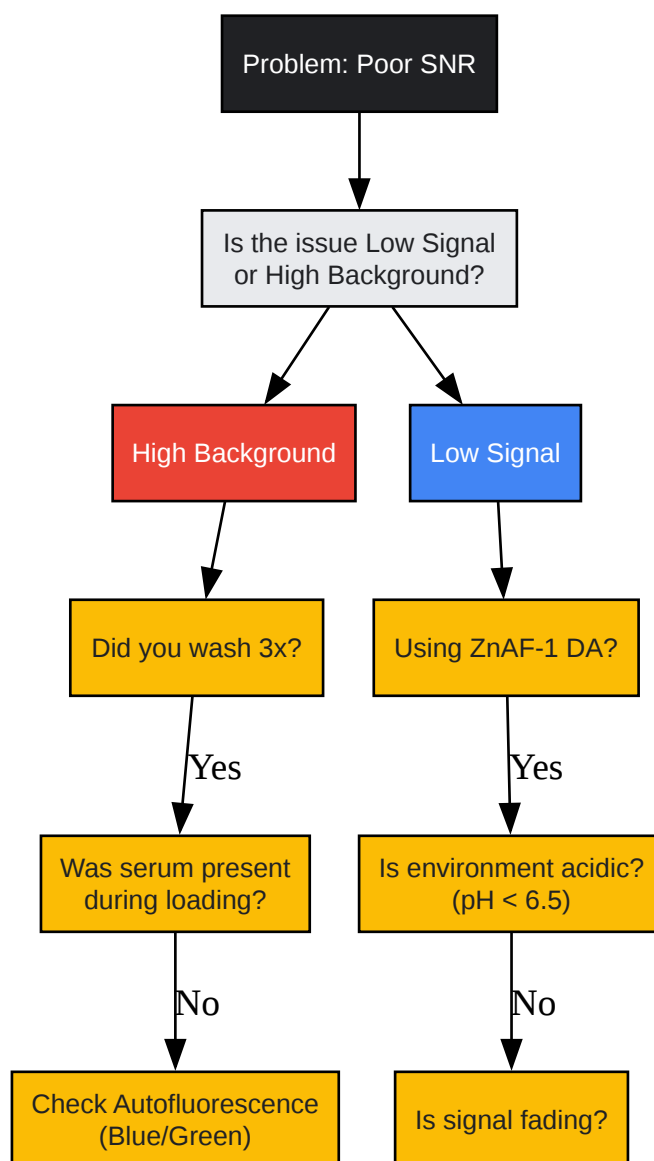 Problem: Poor SNR
Is the issue Low Signal
or High Background?
High Background
Low Signal
Did you wash 3x?
Using ZnAF-1 DA?
Yes
Yes
Was serum present
during loading?
Is environment acidic?
(pH < 6.5)
No
No
Check Autofluorescence
(Blue/Green)
Is signal fading?